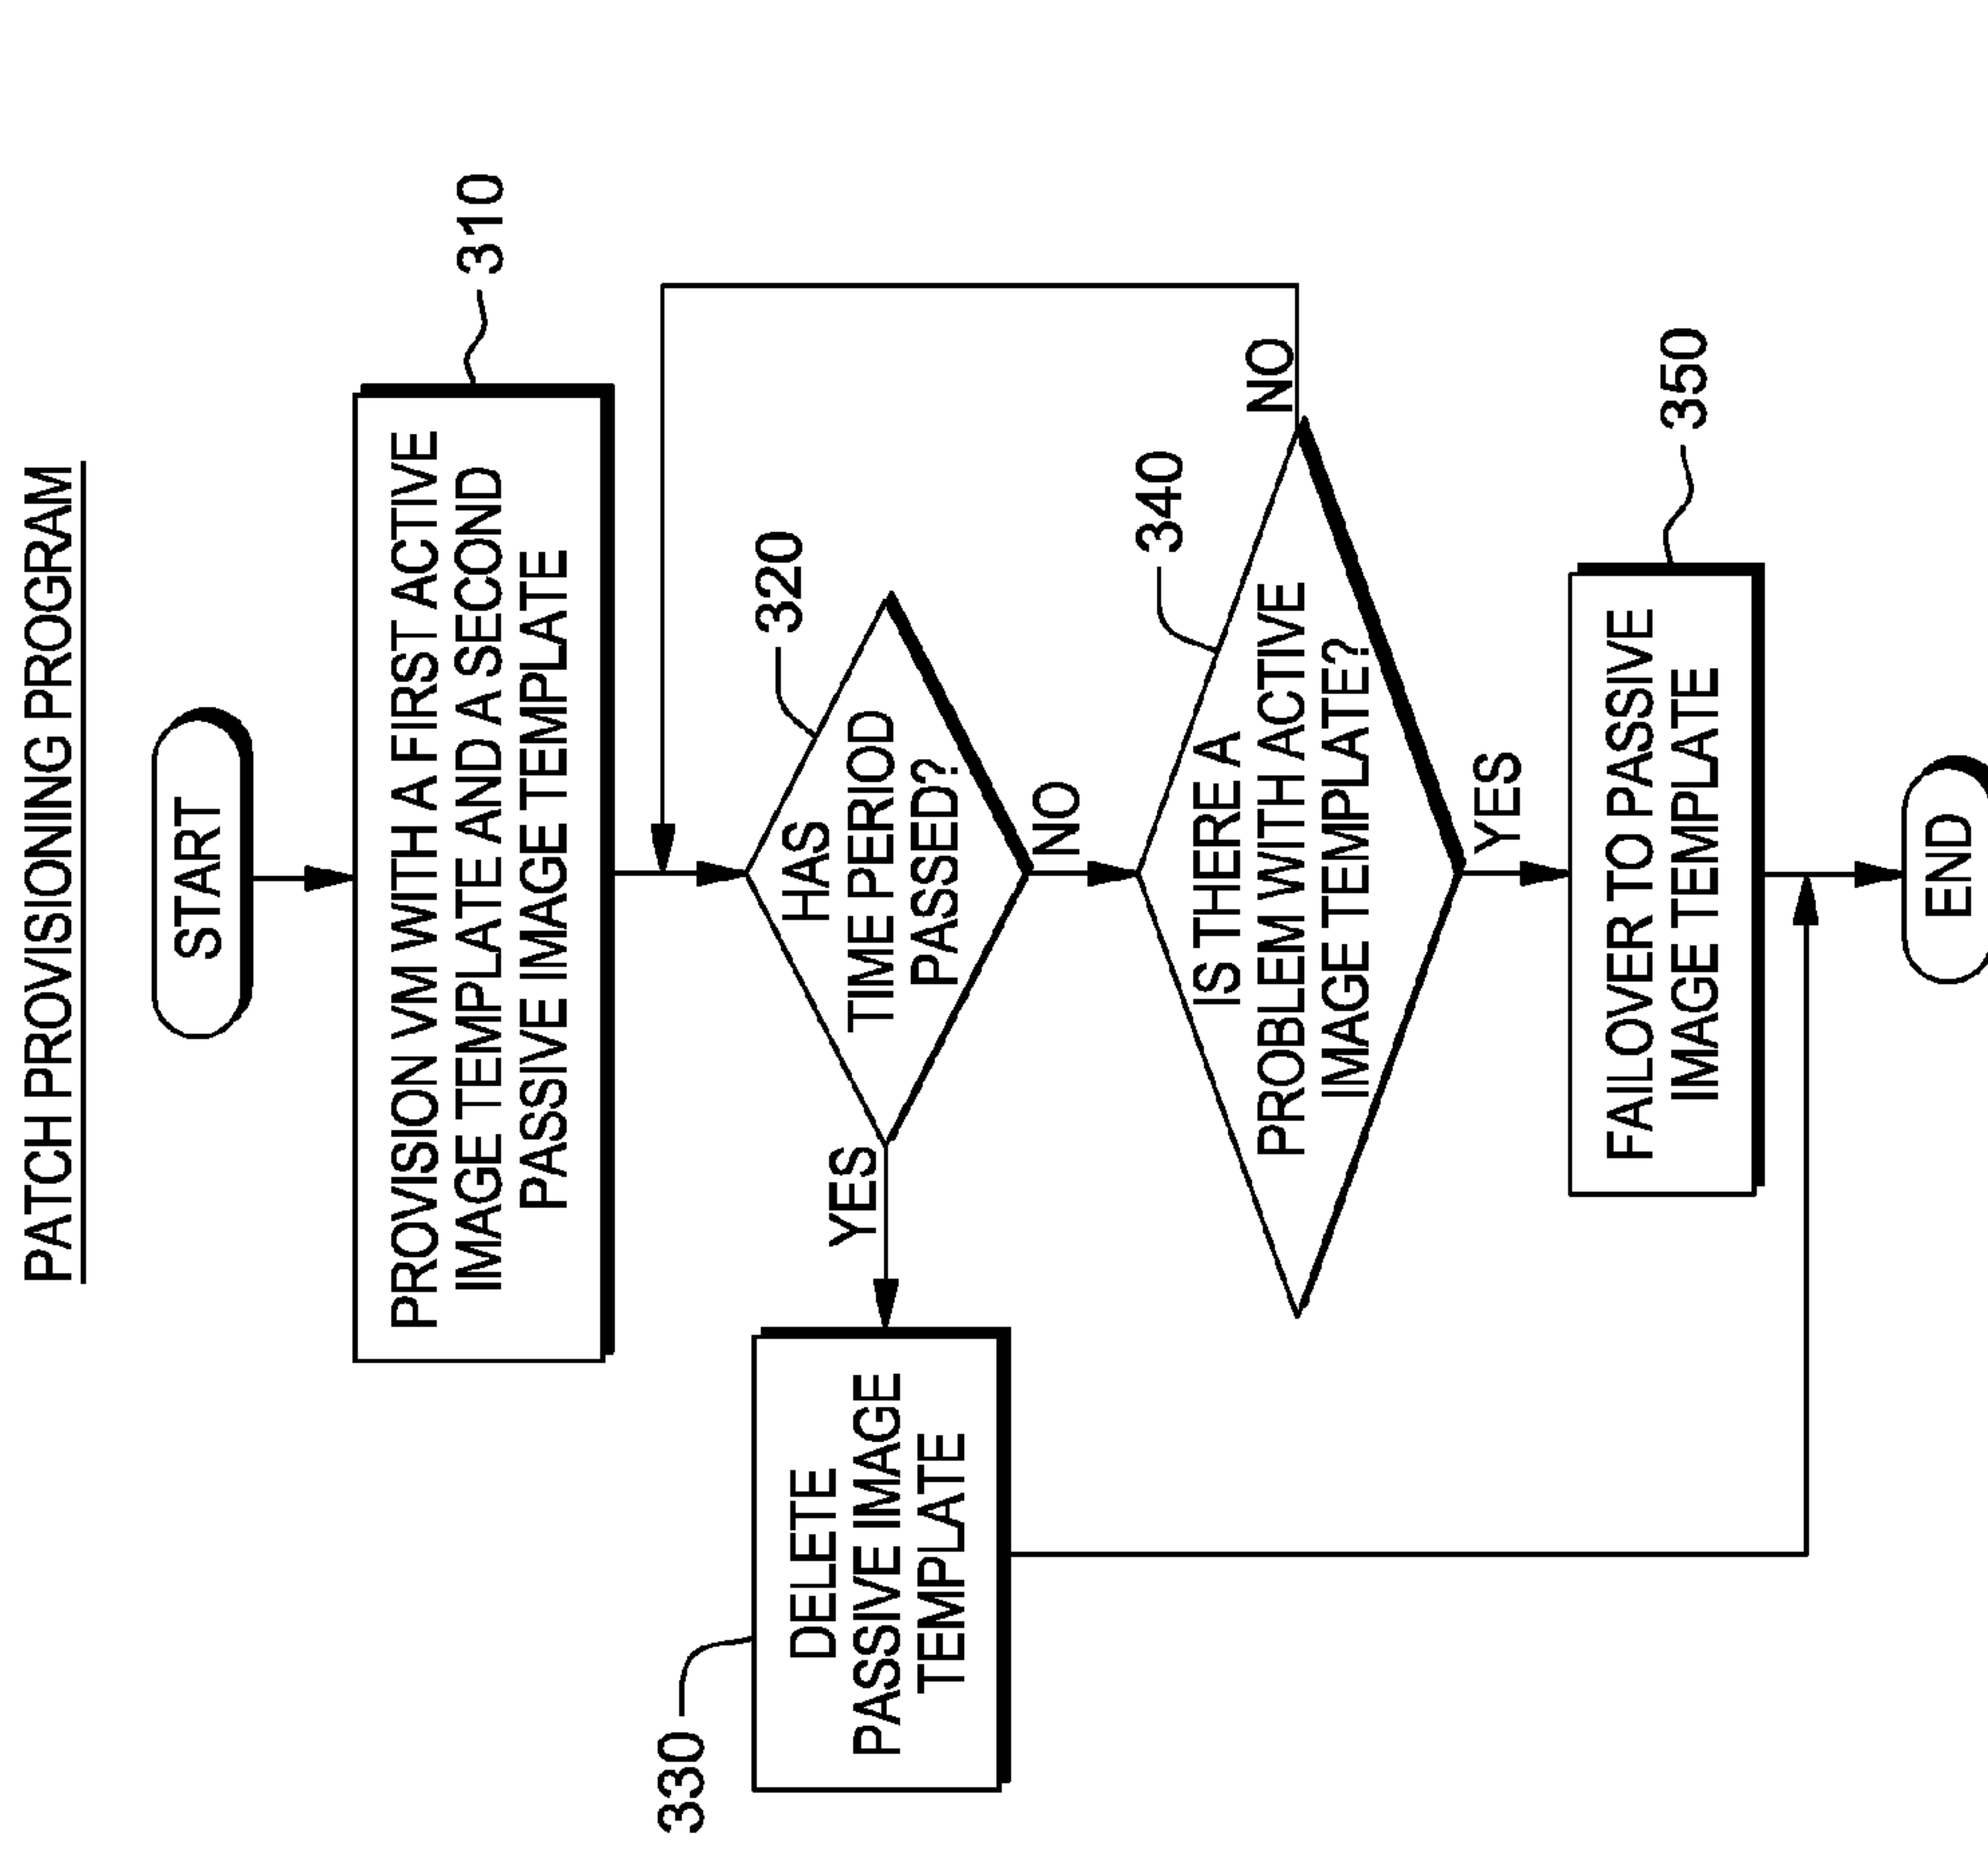 PATCH PROVISIONING PROGRAM
START
PROVISION VM WITH A FIRST ACTIVE
IMAGE TEMPLATE AND A SECOND
PASSIVE IMAGE TEMPLATE
310
HAS
TIME PERIOD
PASSED?
320
YES
NO
DELETE
PASSIVE IMAGE
TEMPLATE
330
IS THERE A
PROBLEM WITH ACTIVE
IMAGE TEMPLATE?
340
NO
YES
FAILOVER TO PASSIVE
IMAGE TEMPLATE
350
END